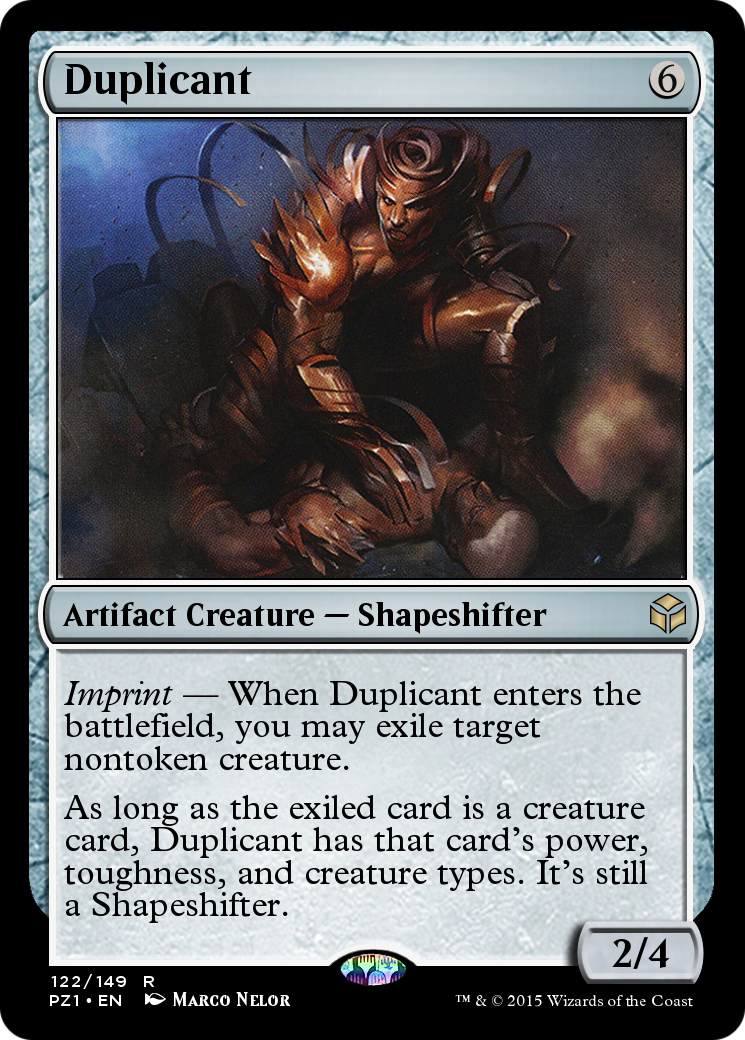 Duplicant 6
Artifact Creature — Shapeshifter
Imprint — When Duplicant enters the
battlefield, you may exile target
nontoken creature.
As long as the exiled card is a creature
card, Duplicant has that card's power,
toughness, and creature types. It's still
a Shapeshifter.
2/4
122/149 R
PZ1 • EN Marco Nelor
™ & © 2015 Wizards of the Coast